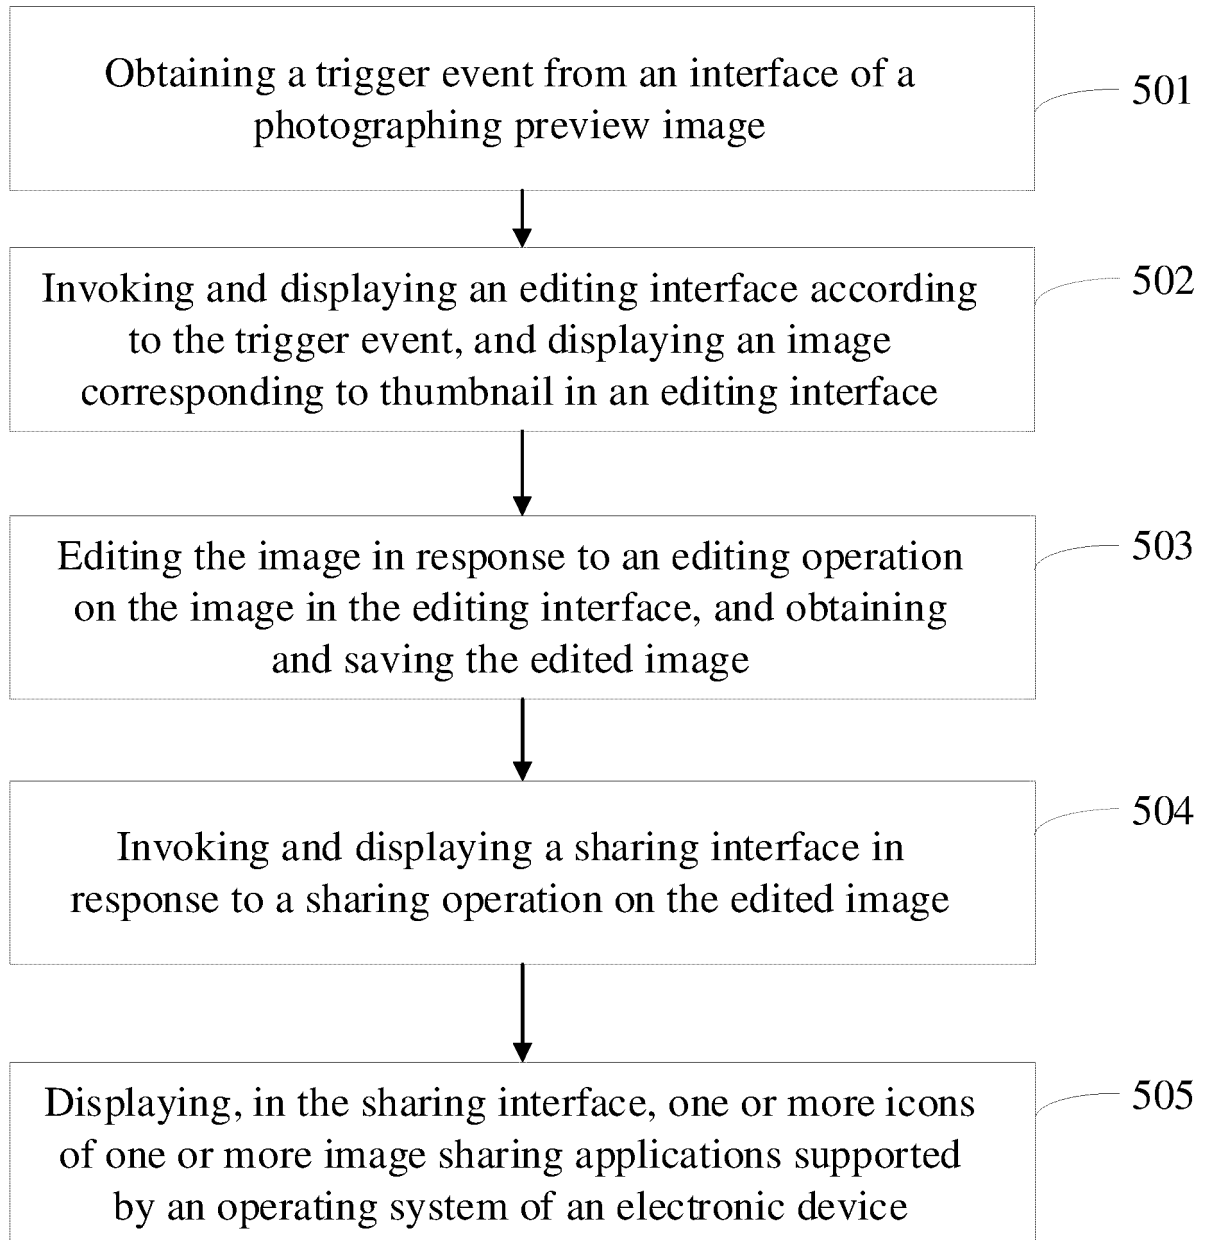 Obtaining a trigger event from an interface of a
photographing preview image
501
Invoking and displaying an editing interface according
to the trigger event, and displaying an image
corresponding to thumbnail in an editing interface
502
Editing the image in response to an editing operation
on the image in the editing interface, and obtaining
and saving the edited image
503
Invoking and displaying a sharing interface in
response to a sharing operation on the edited image
504
Displaying, in the sharing interface, one or more icons
of one or more image sharing applications supported
by an operating system of an electronic device
505